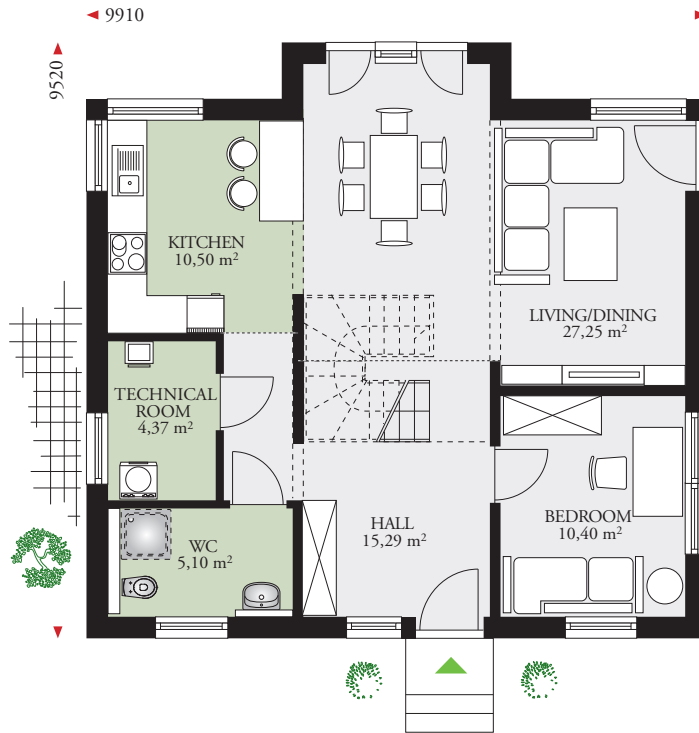 9910
9520
KITCHEN
10,50 m²
LIVING/DINING
27,25 m²
TECHNICAL
ROOM
4,37 m²
HALL
15,29 m²
BEDROOM
10,40 m²
WC
5,10 m²